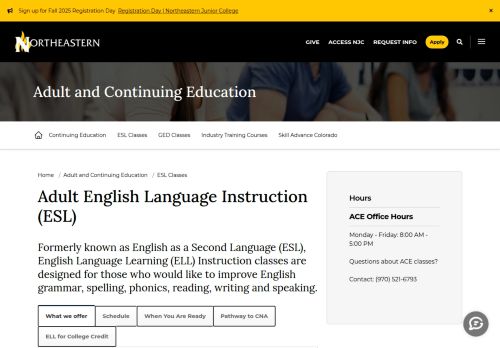 Sign up for Fall 2025 Registration Day Registration Day | Northeastern Junior College ×
NORTHEASTERN
GIVE ACCESS NJC REQUEST INFO Apply
Adult and Continuing Education
Continuing Education ESL Classes GED Classes Industry Training Courses Skill Advance Colorado
Home / Adult and Continuing Education / ESL Classes
Adult English Language Instruction
(ESL)
Formerly known as English as a Second Language (ESL),
English Language Learning (ELL) Instruction classes are
designed for those who would like to improve English
grammar, spelling, phonics, reading, writing and speaking.
What we offer Schedule When You Are Ready Pathway to CNA
ELL for College Credit
Hours
ACE Office Hours
Monday - Friday: 8:00 AM -
5:00 PM
Questions about ACE classes?
Contact: (970) 521-6793